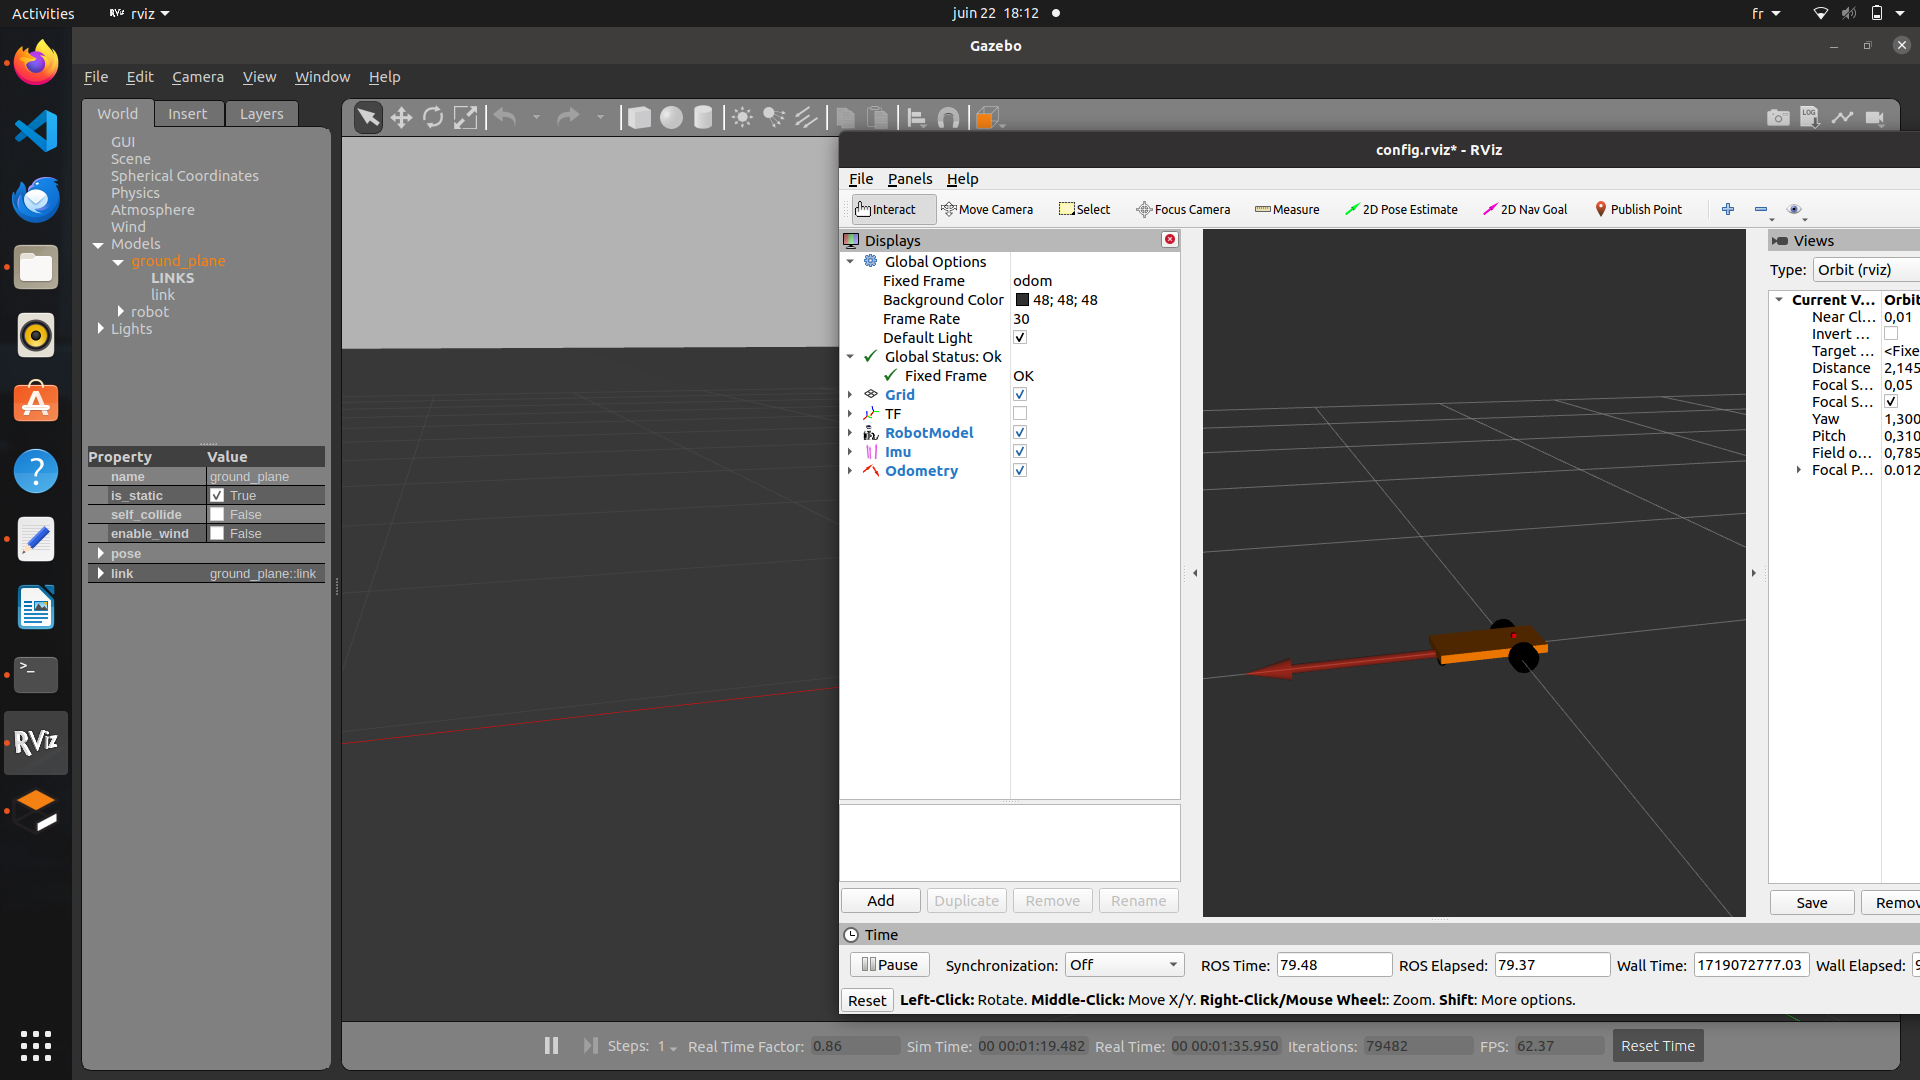 Activities
RViz rviz
juin 22 18:12
fr
Gazebo
File Edit Camera View Window Help
World Insert Layers
GUI
Scene
Spherical Coordinates
Physics
Atmosphere
Wind
Models
ground_plane
LINKS
link
robot
Lights
Property Value
name ground_plane
is_static True
self_collide False
enable_wind False
pose
link ground_plane::link
LOG
config.rviz* - RViz
File Panels Help
Interact Move Camera Select Focus Camera Measure 2D Pose Estimate 2D Nav Goal Publish Point
Displays
Global Options
Fixed Frame odom
Background Color 48; 48; 48
Frame Rate 30
Default Light
Global Status: Ok
Fixed Frame OK
Grid
TF
RobotModel
Imu
Odometry
Add Duplicate Remove Rename
Views
Type: Orbit (rviz)
Current V... Orbit
Near Cl... 0,01
Invert ...
Target ... <Fixe
Distance 2,145
Focal S... 0,05
Focal S...
Yaw 1,300
Pitch 0,310
Field o... 0,785
Focal P... 0.012
Save Remov
Time
Pause Synchronization: Off ROS Time: 79.48 ROS Elapsed: 79.37 Wall Time: 1719072777.03 Wall Elapsed: 9
Reset Left-Click: Rotate. Middle-Click: Move X/Y. Right-Click/Mouse Wheel:: Zoom. Shift: More options.
Steps: 1 Real Time Factor: 0.86 Sim Time: 00 00:01:19.482 Real Time: 00 00:01:35.950 Iterations: 79482 FPS: 62.37 Reset Time
RViz